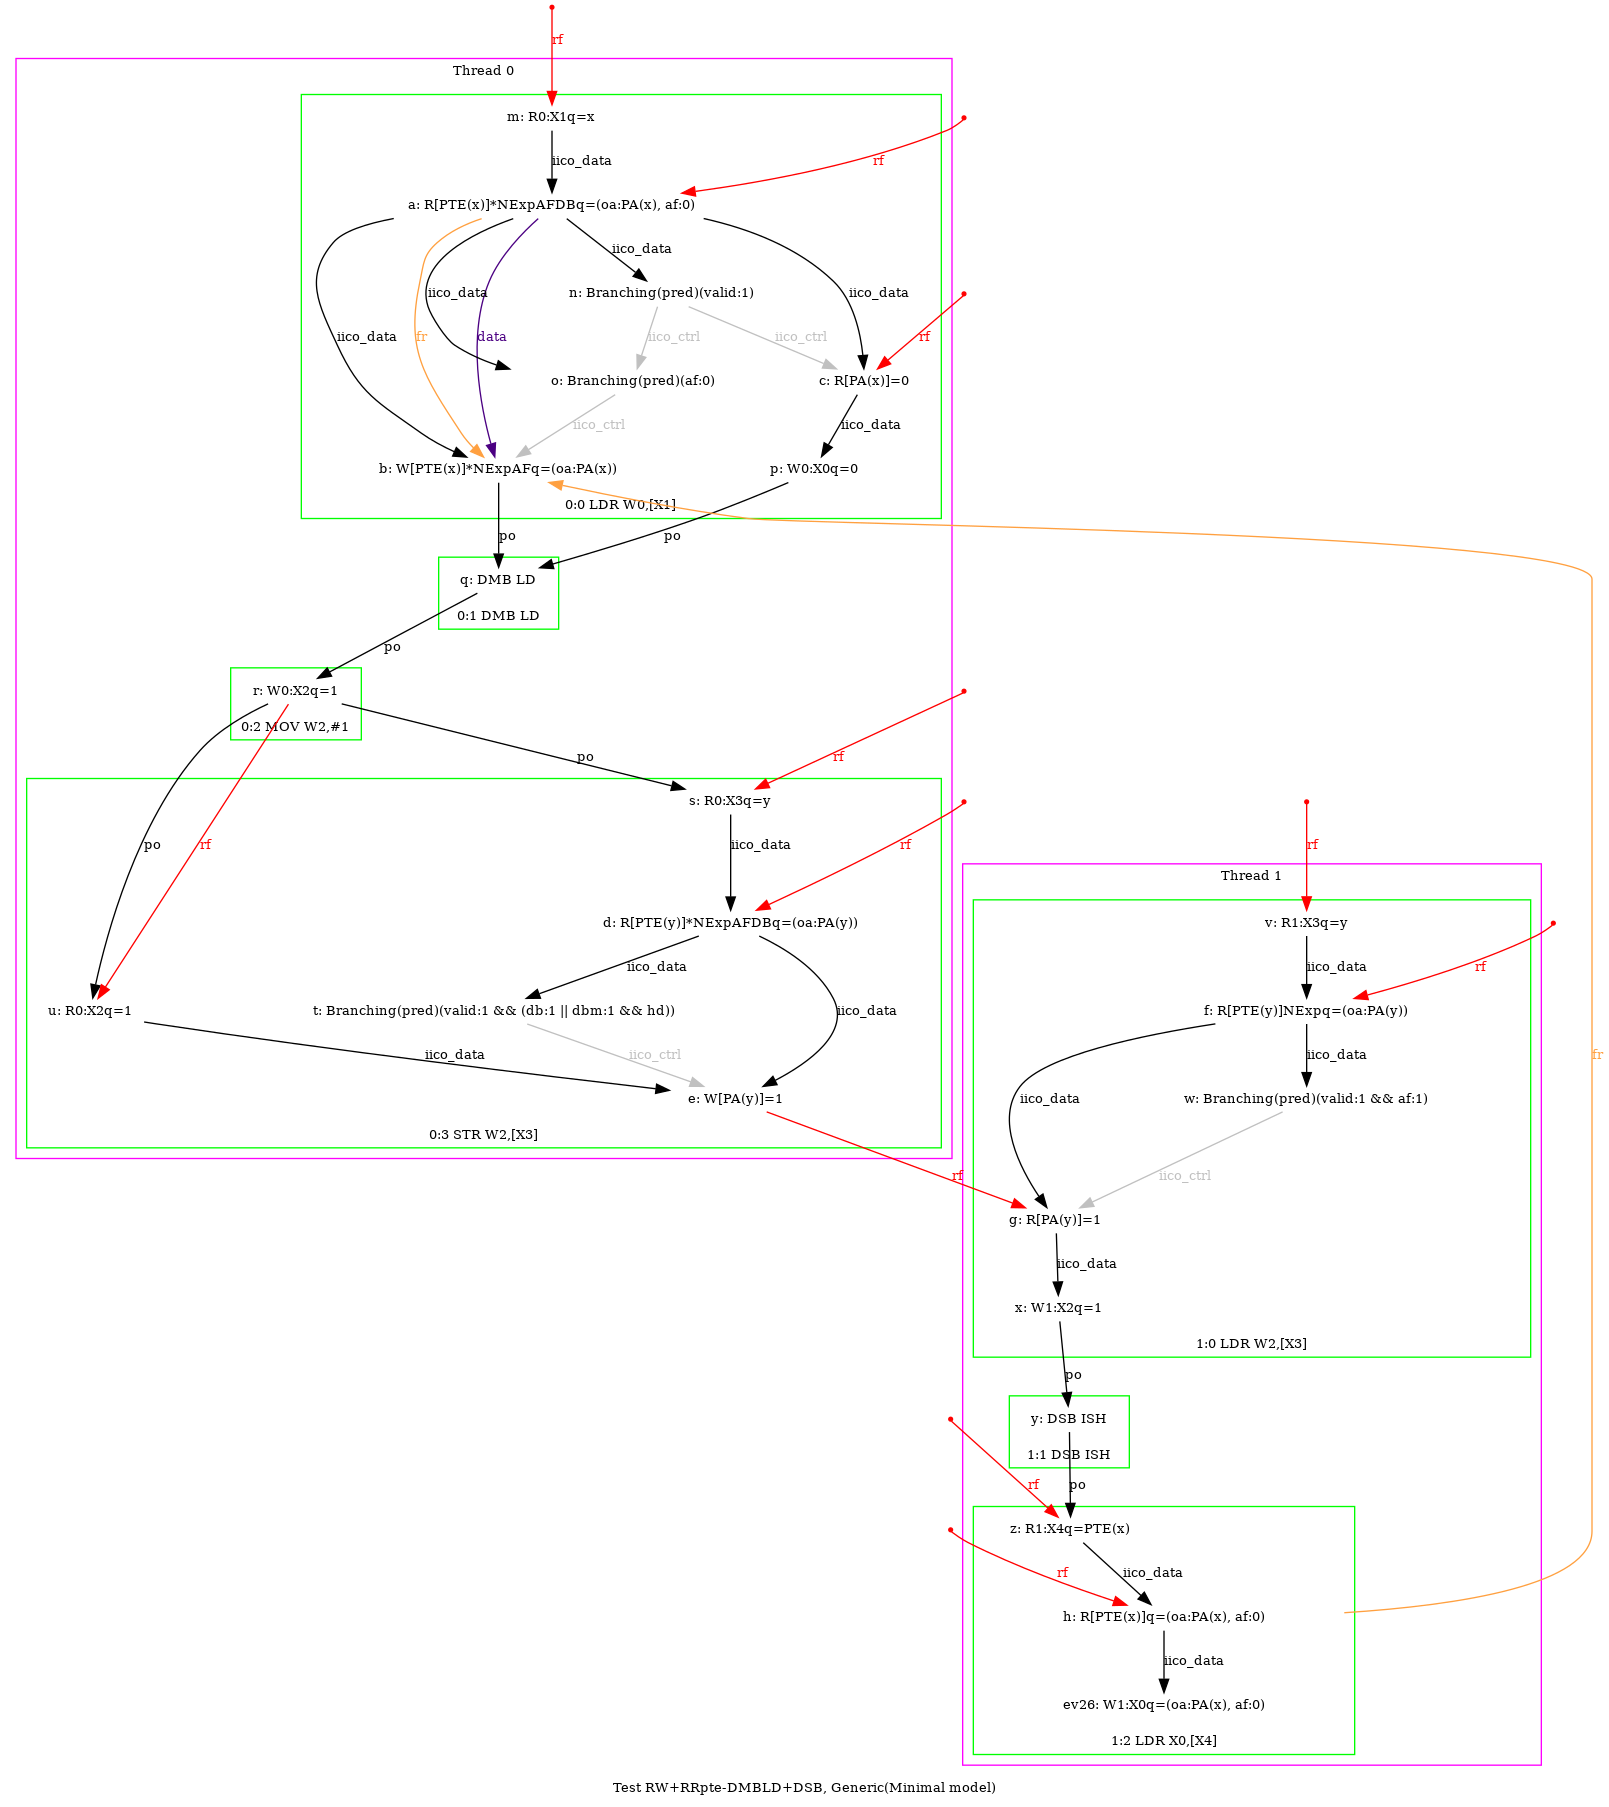 rf
Thread 0
m: R0:X1q=x
iico_data
rf
a: R[PTE(x)]*NExpAFDBq=(oa:PA(x), af:0)
iico_data
iico_data
n: Branching(pred)(valid:1)
iico_data
iico_data
fr
data
iico_ctrl
iico_ctrl
rf
o: Branching(pred)(af:0)
c: R[PA(x)]=0
iico_ctrl
iico_data
b: W[PTE(x)]*NExpAFq=(oa:PA(x))
p: W0:X0q=0
0:0 LDR W0,[X1]
po
po
q: DMB LD
0:1 DMB LD
po
r: W0:X2q=1
0:2 MOV W2,#1
po
rf
s: R0:X3q=y
po
rf
iico_data
rf
rf
Thread 1
d: R[PTE(y)]*NExpAFDBq=(oa:PA(y))
v: R1:X3q=y
iico_data
iico_data
rf
u: R0:X2q=1
t: Branching(pred)(valid:1 && (db:1 || dbm:1 && hd))
iico_data
f: R[PTE(y)]NExpq=(oa:PA(y))
iico_data
iico_ctrl
iico_data
fr
iico_data
e: W[PA(y)]=1
w: Branching(pred)(valid:1 && af:1)
0:3 STR W2,[X3]
rf
iico_ctrl
g: R[PA(y)]=1
iico_data
x: W1:X2q=1
1:0 LDR W2,[X3]
po
y: DSB ISH
1:1 DSB ISH
rf
po
z: R1:X4q=PTE(x)
rf
iico_data
h: R[PTE(x)]q=(oa:PA(x), af:0)
iico_data
ev26: W1:X0q=(oa:PA(x), af:0)
1:2 LDR X0,[X4]
Test RW+RRpte-DMBLD+DSB, Generic(Minimal model)